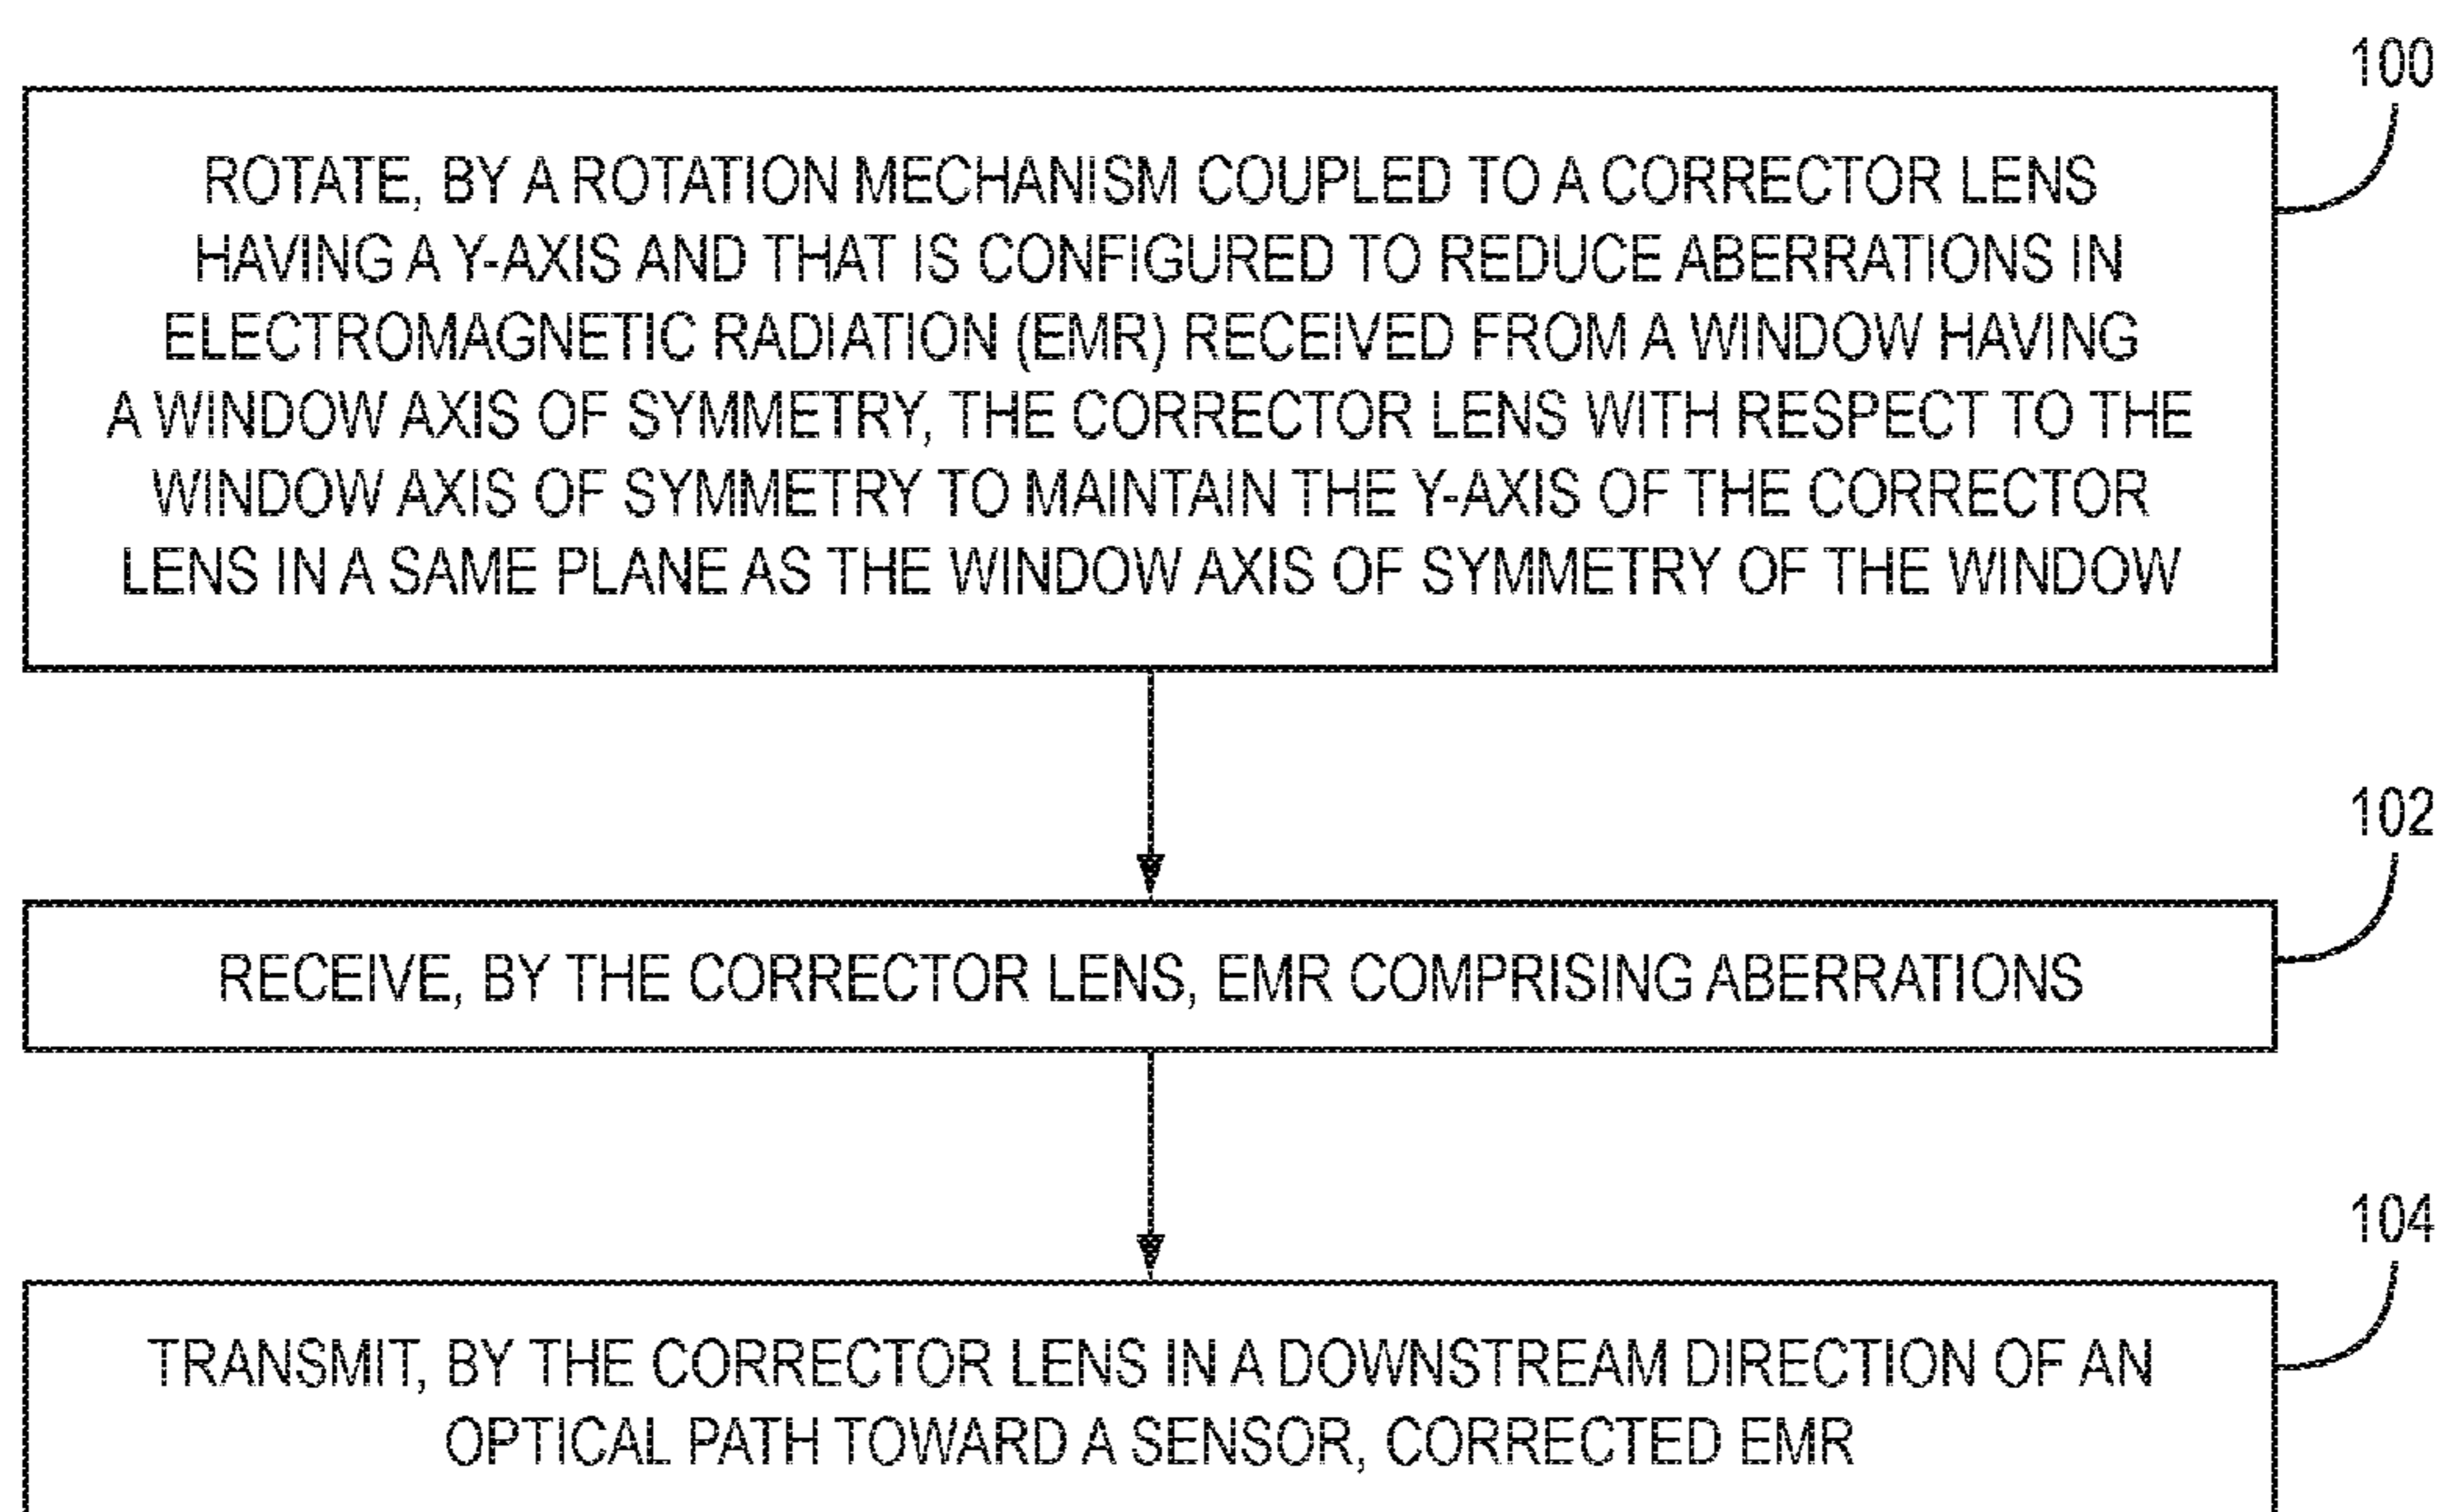 100
ROTATE, BY A ROTATION MECHANISM COUPLED TO A CORRECTOR LENS
HAVING A Y-AXIS AND THAT IS CONFIGURED TO REDUCE ABERRATIONS IN
ELECTROMAGNETIC RADIATION (EMR) RECEIVED FROM A WINDOW HAVING
A WINDOW AXIS OF SYMMETRY, THE CORRECTOR LENS WITH RESPECT TO THE
WINDOW AXIS OF SYMMETRY TO MAINTAIN THE Y-AXIS OF THE CORRECTOR
LENS IN A SAME PLANE AS THE WINDOW AXIS OF SYMMETRY OF THE WINDOW
102
RECEIVE, BY THE CORRECTOR LENS, EMR COMPRISING ABERRATIONS
104
TRANSMIT, BY THE CORRECTOR LENS IN A DOWNSTREAM DIRECTION OF AN
OPTICAL PATH TOWARD A SENSOR, CORRECTED EMR